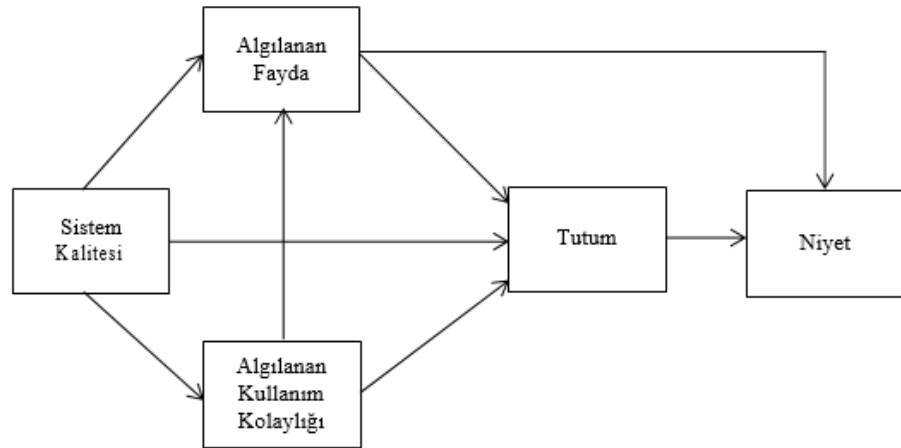 Algılanan
Fayda
Sistem
Kalitesi
Tutum
Niyet
Algılanan
Kullanım
Kolaylığı